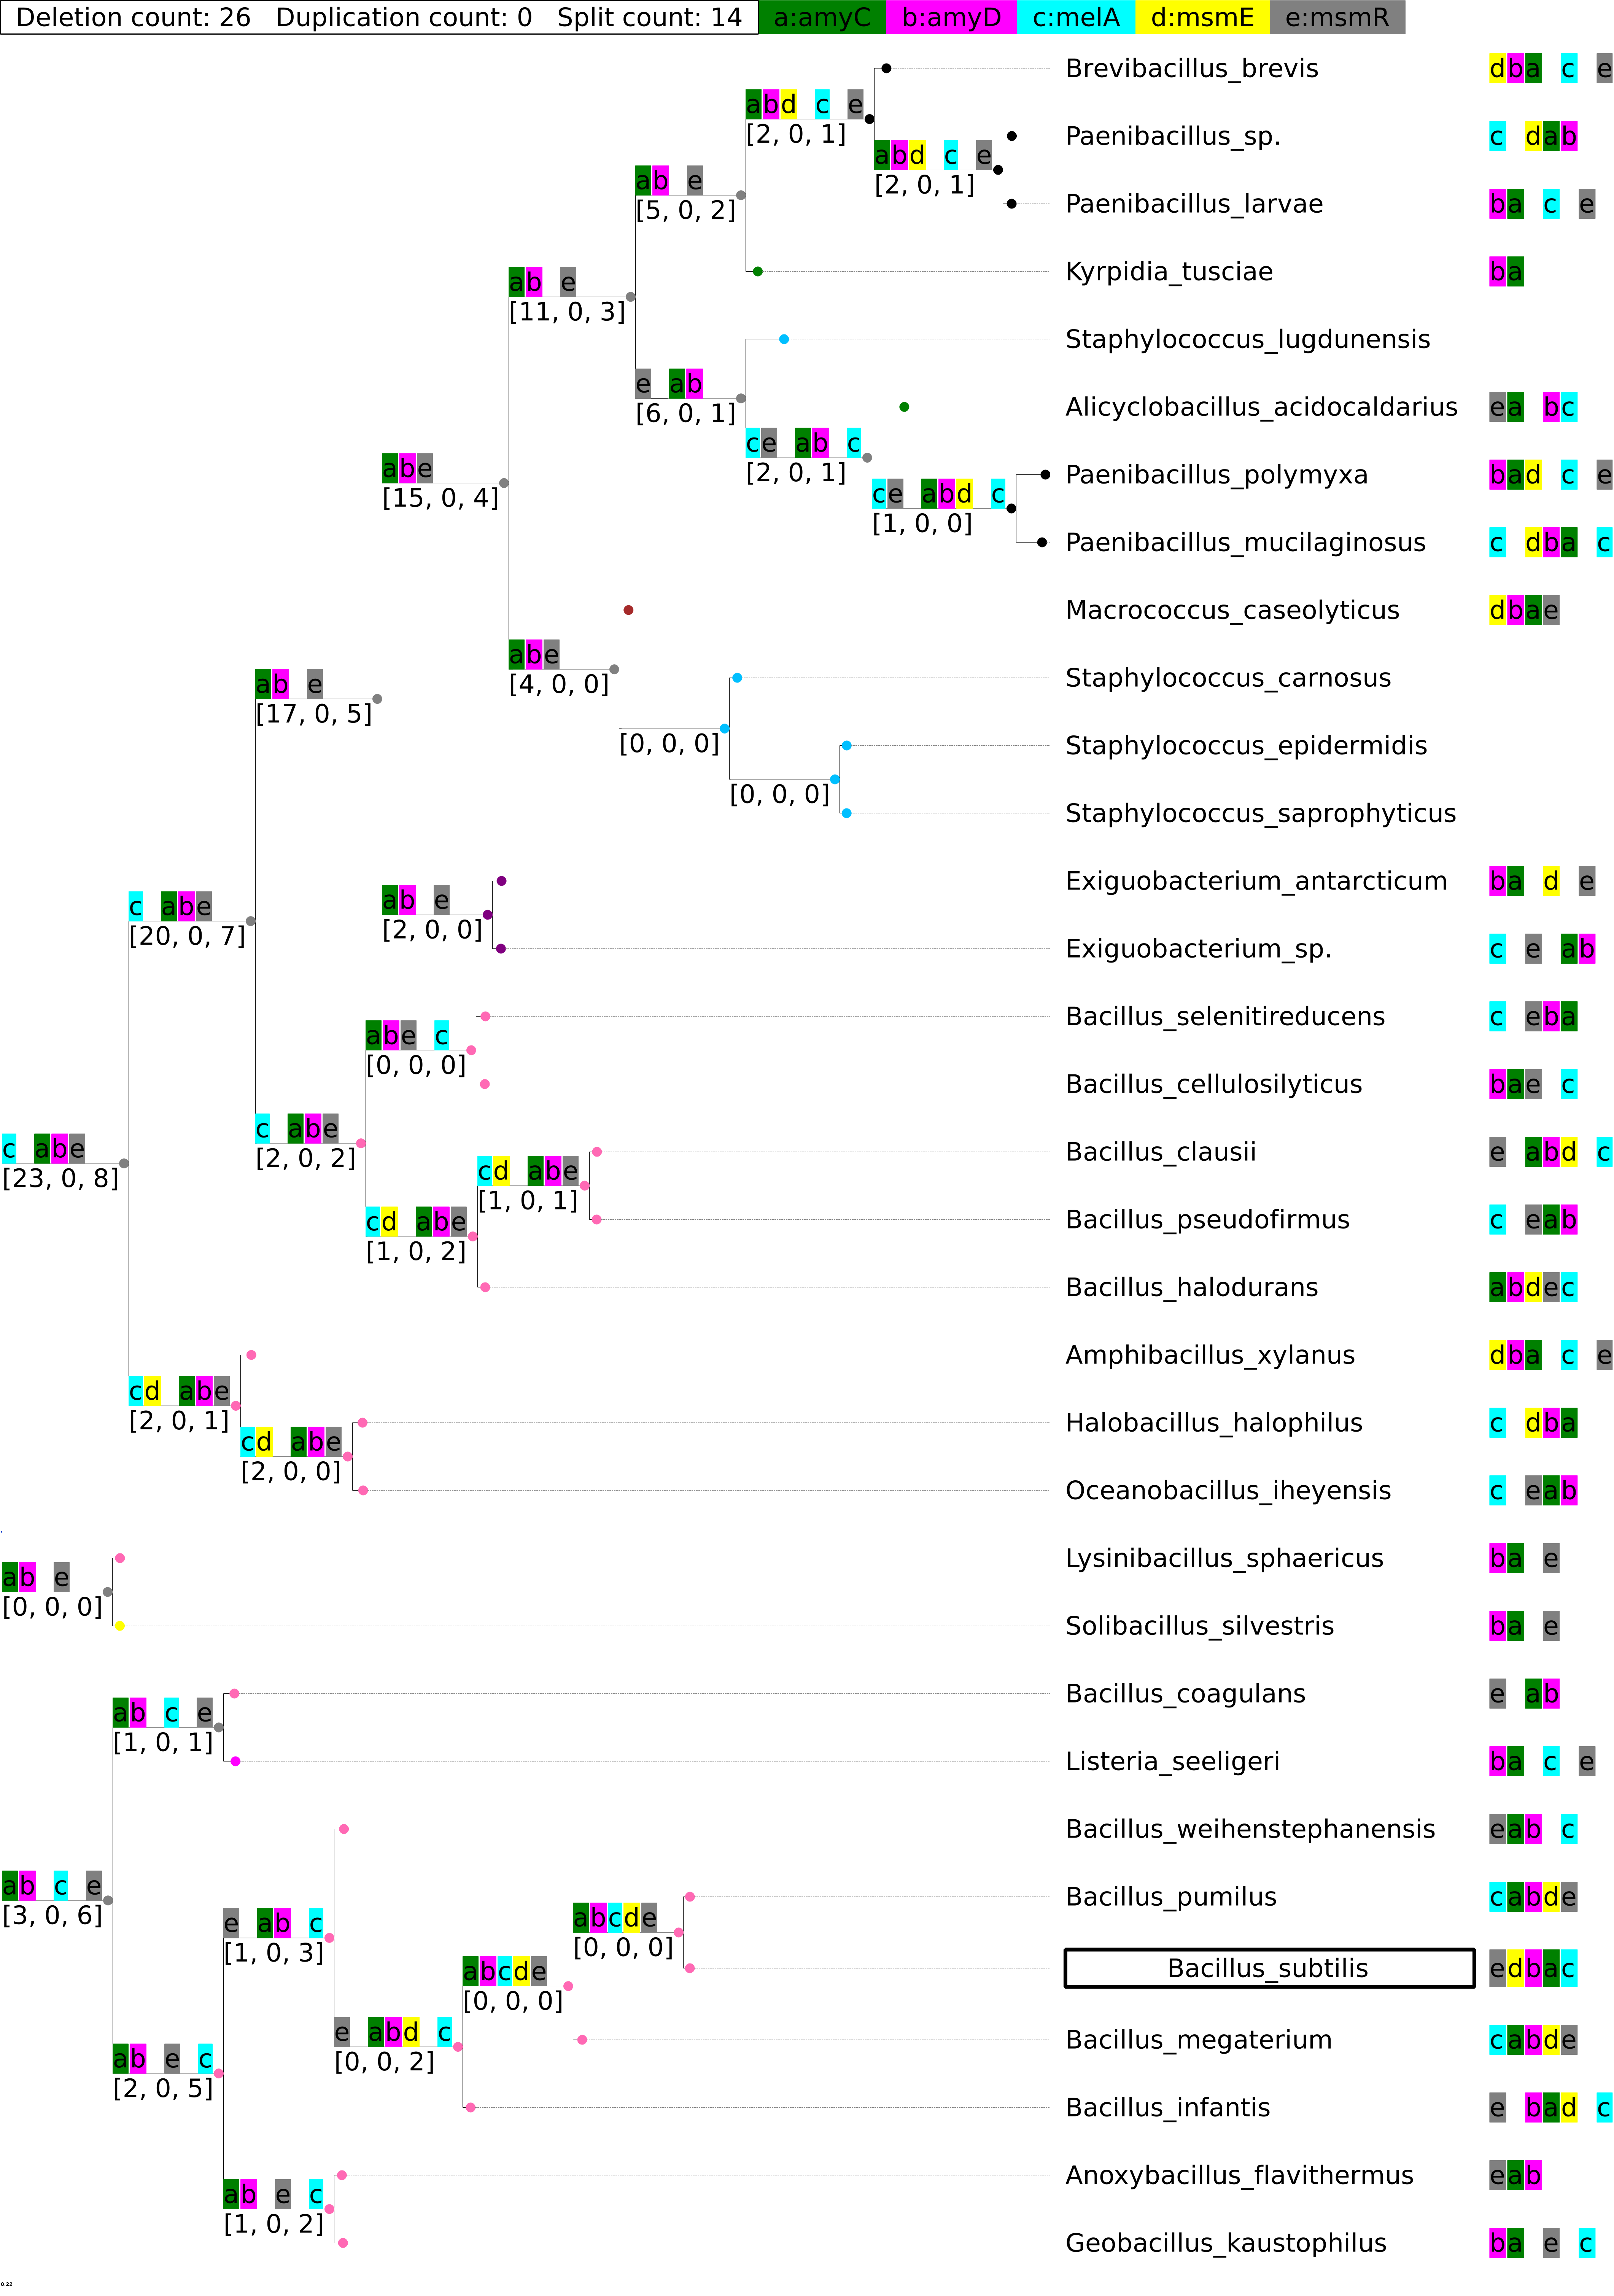 Deletion count: 26 Duplication count: 0 Split count: 14 a:amyC b:amyD c:melA d:msmE e:msmR
Brevibacillus_brevis dba c e
abd c e
[2, 0, 1]
Paenibacillus_sp. c dab
abd c e
[2, 0, 1]
ab e
[5, 0, 2]
Paenibacillus_larvae ba c e
Kyrpidia_tusciae ba
ab e
[11, 0, 3]
Staphylococcus_lugdunensis
e ab
[6, 0, 1]
Alicyclobacillus_acidocaldarius ea bc
ce ab c
[2, 0, 1]
Paenibacillus_polymyxa bad c e
abe
[15, 0, 4]
ce abd c
[1, 0, 0]
Paenibacillus_mucilaginosus c dba c
Macrococcus_caseolyticus dbae
abe
[4, 0, 0]
Staphylococcus_carnosus
ab e
[17, 0, 5]
[0, 0, 0]
Staphylococcus_epidermidis
[0, 0, 0]
Staphylococcus_saprophyticus
Exiguobacterium_antarcticum ba d e
ab e
[2, 0, 0]
c abe
[20, 0, 7]
Exiguobacterium_sp. c e ab
Bacillus_selenitireducens c eba
abe c
[0, 0, 0]
Bacillus_cellulosilyticus bae c
c abe
[2, 0, 2]
c abe
[23, 0, 8]
Bacillus_clausii e abd c
cd abe
[1, 0, 1]
Bacillus_pseudofirmus c eab
cd abe
[1, 0, 2]
Bacillus_halodurans abdec
Amphibacillus_xylanus dba c e
cd abe
[2, 0, 1]
Halobacillus_halophilus c dba
cd abe
[2, 0, 0]
Oceanobacillus_iheyensis c eab
Lysinibacillus_sphaericus ba e
ab e
[0, 0, 0]
Solibacillus_silvestris ba e
Bacillus_coagulans e ab
ab c e
[1, 0, 1]
Listeria_seeligeri ba c e
Bacillus_weihenstephanensis eab c
ab c e
[3, 0, 6]
Bacillus_pumilus cabde
e ab c
[1, 0, 3]
abcde
[0, 0, 0]
Bacillus_subtilis edbac
abcde
[0, 0, 0]
Bacillus_megaterium cabde
e abd c
[0, 0, 2]
ab e c
[2, 0, 5]
Bacillus_infantis e bad c
Anoxybacillus_flavithermus eab
ab e c
[1, 0, 2]
Geobacillus_kaustophilus ba e c
0.22